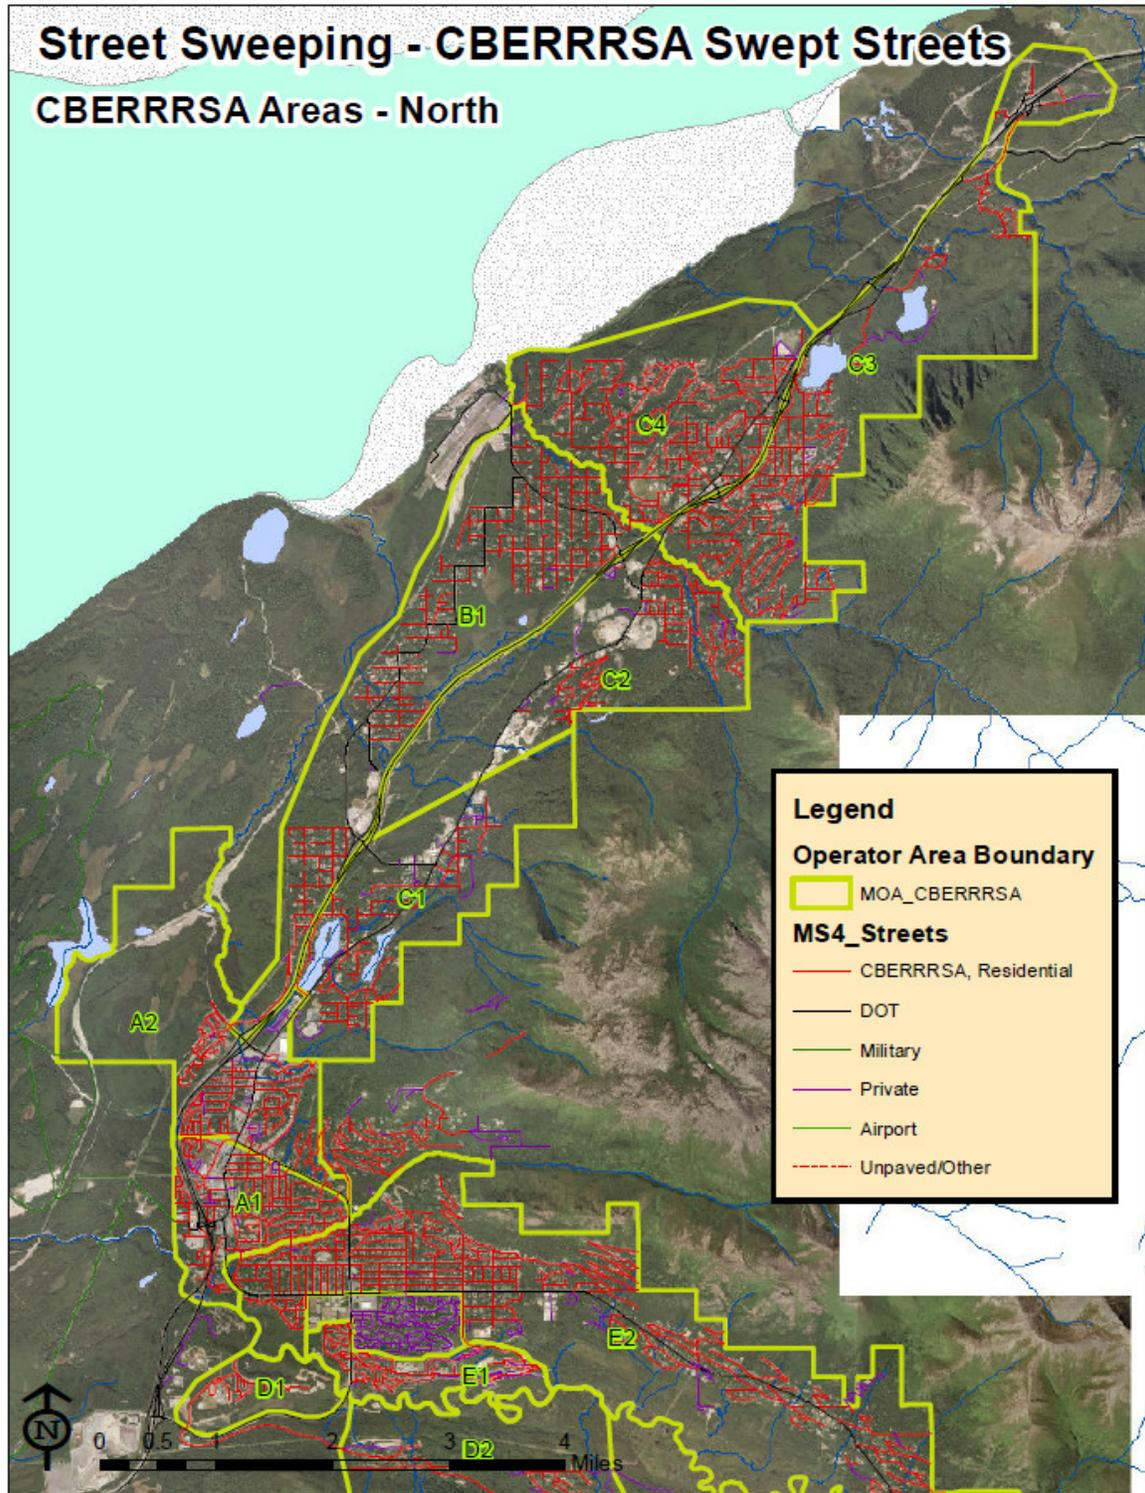 Street Sweeping - CBERRRSA Swept Streets
CBERRRSA Areas - North
C3
C4
B1
C2
Legend
Operator Area Boundary
MOA_CBERRRSA
MS4_Streets
CBERRRSA, Residential
DOT
Military
Private
Airport
Unpaved/Other
C1
A2
A1
E2
E1
D1
D2
N
0 0.5 1 2 3 4
Miles